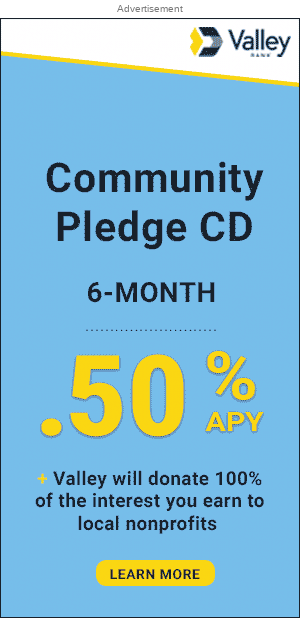 Advertisement
Valley
BANK
Community
Pledge CD
6-MONTH
.50%
APY
+ Valley will donate 100%
of the interest you earn to
local nonprofits
LEARN MORE